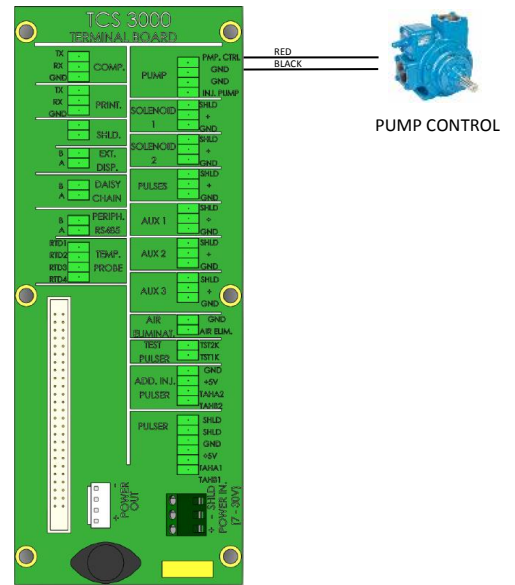 TCS 3000
TERMINAL BOARD
TX
RX
GND
COMP.
TX
RX
GND
PRINT.
SHLD.
B
A
EXT.
DISP.
B
A
DAISY
CHAIN
B
A
PERIPH.
RS485
RTD1
RTD2
RTD3
RTD4
TEMP.
PROBE
PUMP
PMP. CTRL
GND
GND
INJ. PUMP
SOLENOID
1
SHLD
+
GND
SOLENOID
2
SHLD
+
GND
PULSES
SHLD
+
GND
AUX 1
SHLD
+
GND
AUX 2
SHLD
+
GND
AUX 3
SHLD
+
GND
AIR
ELIMINAT.
GND
AIR ELIM.
TEST
PULSER
TST2K
TST1K
ADD. INJ.
PULSER
GND
+5V
TAHA2
TAHB2
PULSER
SHLD
SHLD
GND
+5V
TAHA1
TAHB1
- +
POWER
OUT
+ - SHLD
POWER IN.
[7 - 30V]
RED
BLACK
PUMP CONTROL